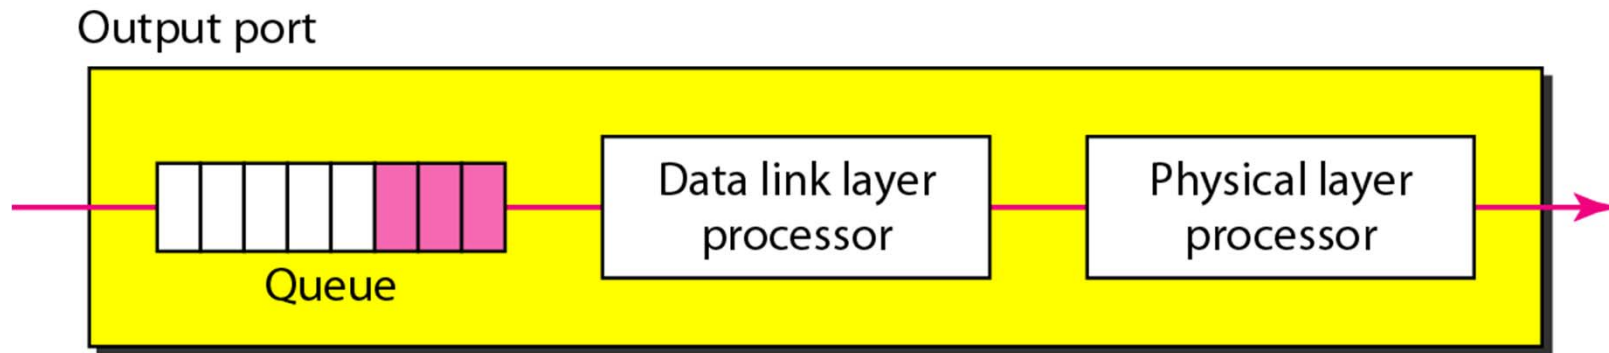 Output port
Data link layer
processor
Physical layer
processor
Queue